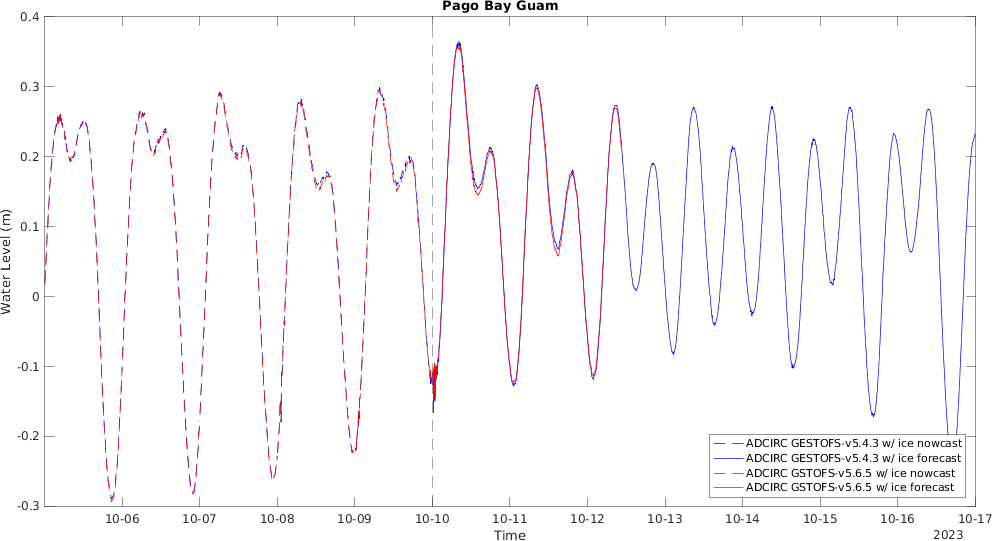 Pago Bay Guam
0.4
0.3
0.2
0.1
0
-0.1
-0.2
-0.3
Water Level (m)
ADCIRC GESTOFS-v5.4.3 w/ ice nowcast
ADCIRC GESTOFS-v5.4.3 w/ ice forecast
ADCIRC GSTOFS-v5.6.5 w/ ice nowcast
ADCIRC GSTOFS-v5.6.5 w/ ice forecast
10-06 10-07 10-08 10-09 10-10 10-11 10-12 10-13 10-14 10-15 10-16 10-17
Time
2023